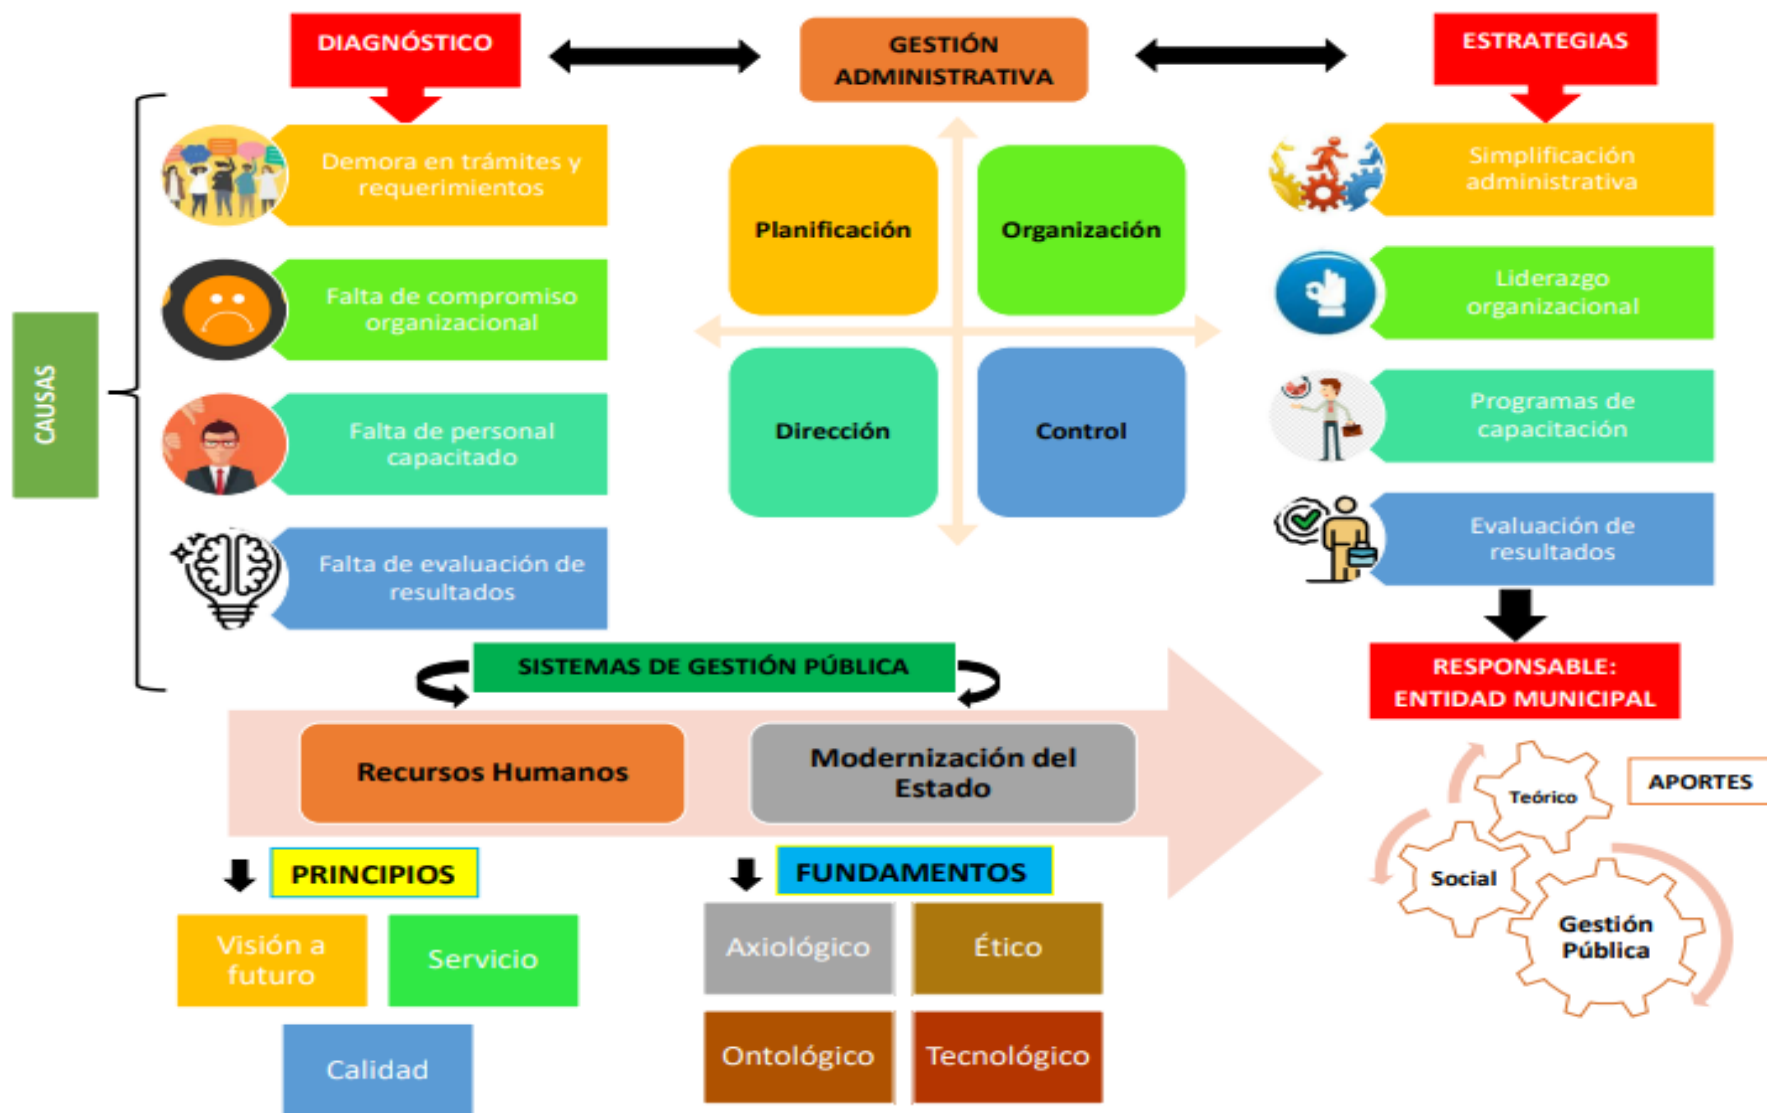 DIAGNÓSTICO
GESTIÓN
ADMINISTRATIVA
ESTRATEGIAS
CAUSAS
Demora en trámites y
requerimientos
Falta de compromiso
organizacional
Falta de personal
capacitado
Falta de evaluación de
resultados
Planificación
Organización
Dirección
Control
Simplificación
administrativa
Liderazgo
organizacional
Programas de
capacitación
Evaluación de
resultados
SISTEMAS DE GESTIÓN PÚBLICA
Recursos Humanos
Modernización del
Estado
RESPONSABLE:
ENTIDAD MUNICIPAL
APORTES
Teórico
Social
Gestión
Pública
PRINCIPIOS
Visión a
futuro
Servicio
Calidad
FUNDAMENTOS
Axiológico
Ético
Ontológico
Tecnológico